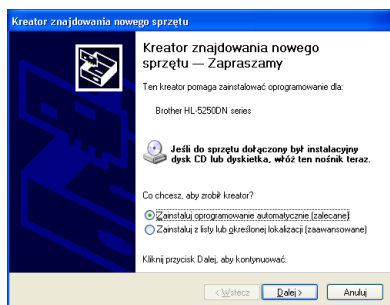 Kreator znajdowania nowego sprzętu
Kreator znajdowania nowego
sprzętu — Zapraszamy
Ten kreator pomaga zainstalować oprogramowanie dla:
Brother HL-5250DN series
Jeśli do sprzętu dołączony był instalacyjny
dysk CD lub dyskietka, włóż ten nośnik teraz.
Co chcesz, aby zrobił kreator?
Zainstaluj oprogramowanie automatycznie (zalecane)
Zainstaluj z listy lub określonej lokalizacji (zaawansowane)
Kliknij przycisk Dalej, aby kontynuować.
< Wstecz
Dalej >
Anuluj